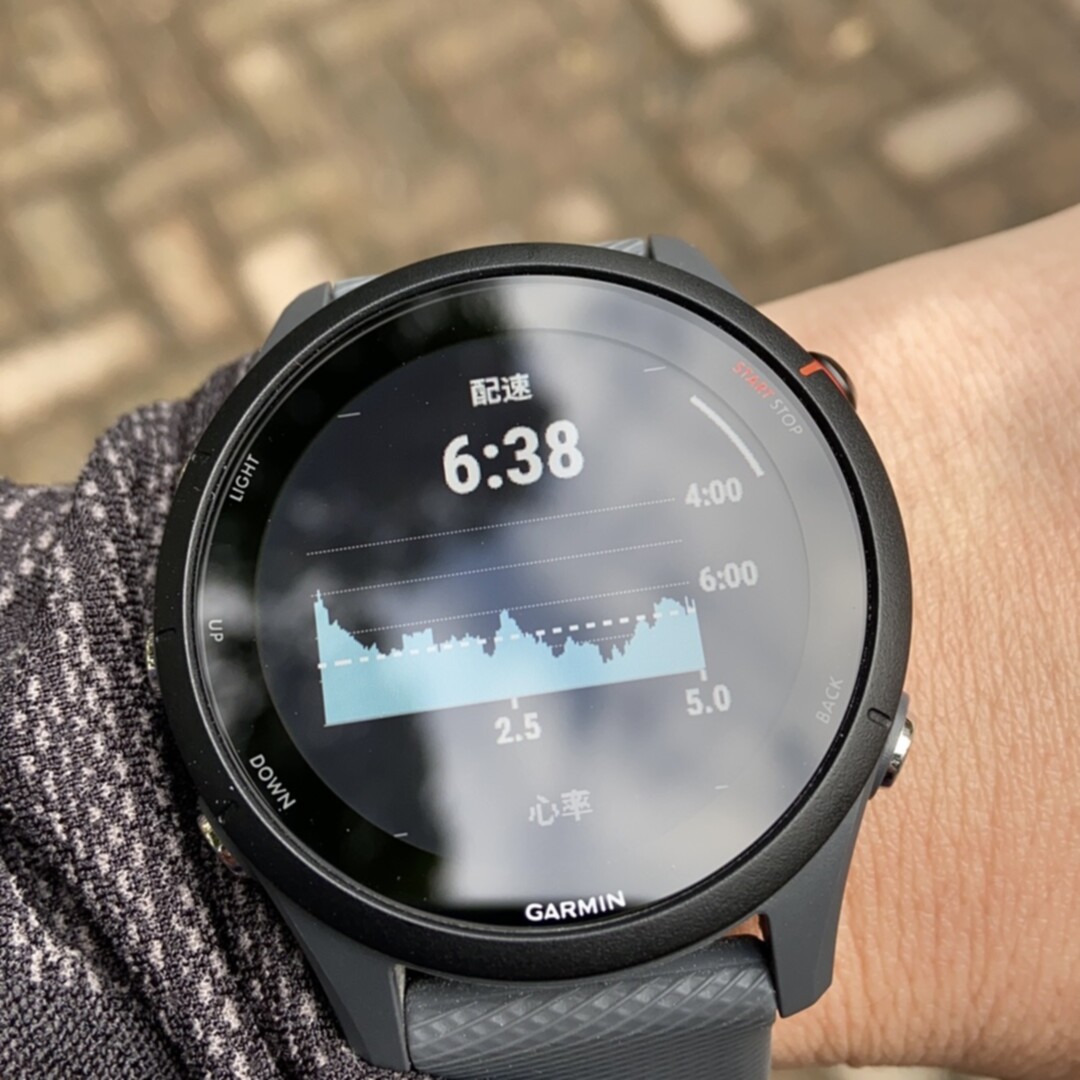 配速
6:38
START STOP
LIGHT
4:00
6:00
UP
2.5
5.0
BACK
DOWN
心率
GARMIN